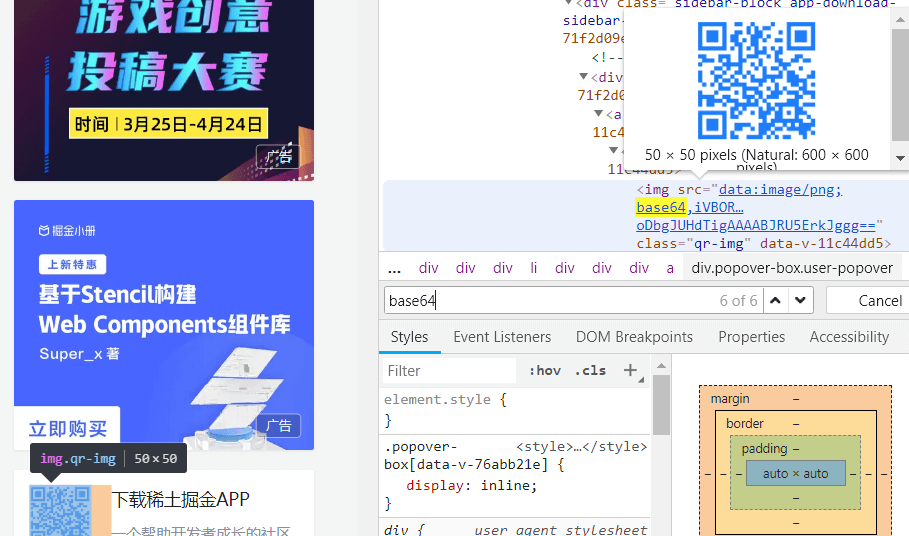 游戏创意
投稿大赛
时间 | 3月25日-4月24日
广告
掘金小册
上新特惠
基于Stencil构建
Web Components组件库
Super_x 著
立即购买
广告
img.qr-img | 50×50
下载稀土掘金APP
一个帮助开发者成长的社区
<div class="sidebar-block app-download-
sidebar-
71f2d09e
<!--
<div
71f2d
<a
11c4
11c44dd5>
50 × 50 pixels (Natural: 600 × 600
pixels)
<img src="data:image/png;
base64,iVBOR…
oDbgJUHdTigAAAABJRU5ErkJggg=="
class="qr-img" data-v-11c44dd5>
... div div div li div div div a div.popover-box.user-popover
base64 6 of 6 Cancel
Styles Event Listeners DOM Breakpoints Properties Accessibility
Filter :hov .cls +
element.style {
}
.popover- <style>…</style>
box[data-v-76abb21e] {
display: inline;
}
div { user agent stylesheet
margin –
border –
padding –
– – – auto × auto – – –
–
–